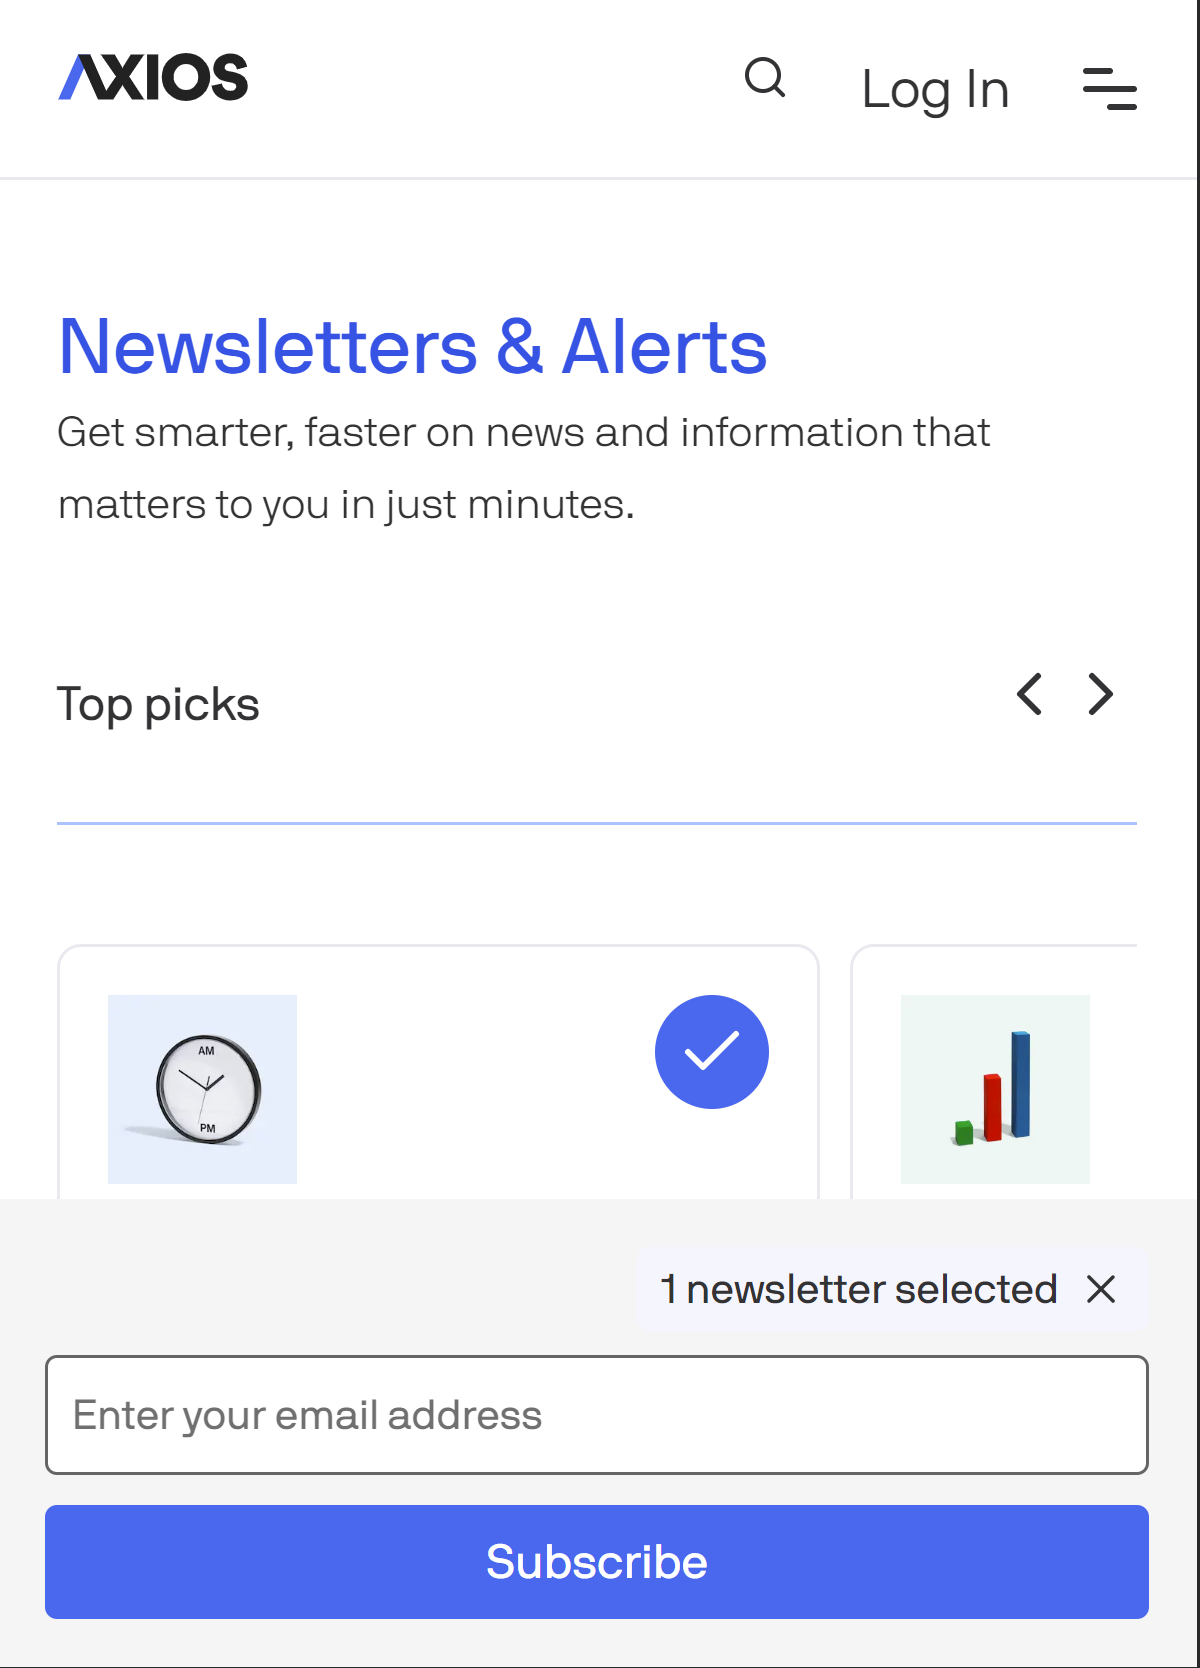 AXIOS
Log In
Newsletters & Alerts
Get smarter, faster on news and information that
matters to you in just minutes.
Top picks
AM
PM
1 newsletter selected
Enter your email address
Subscribe